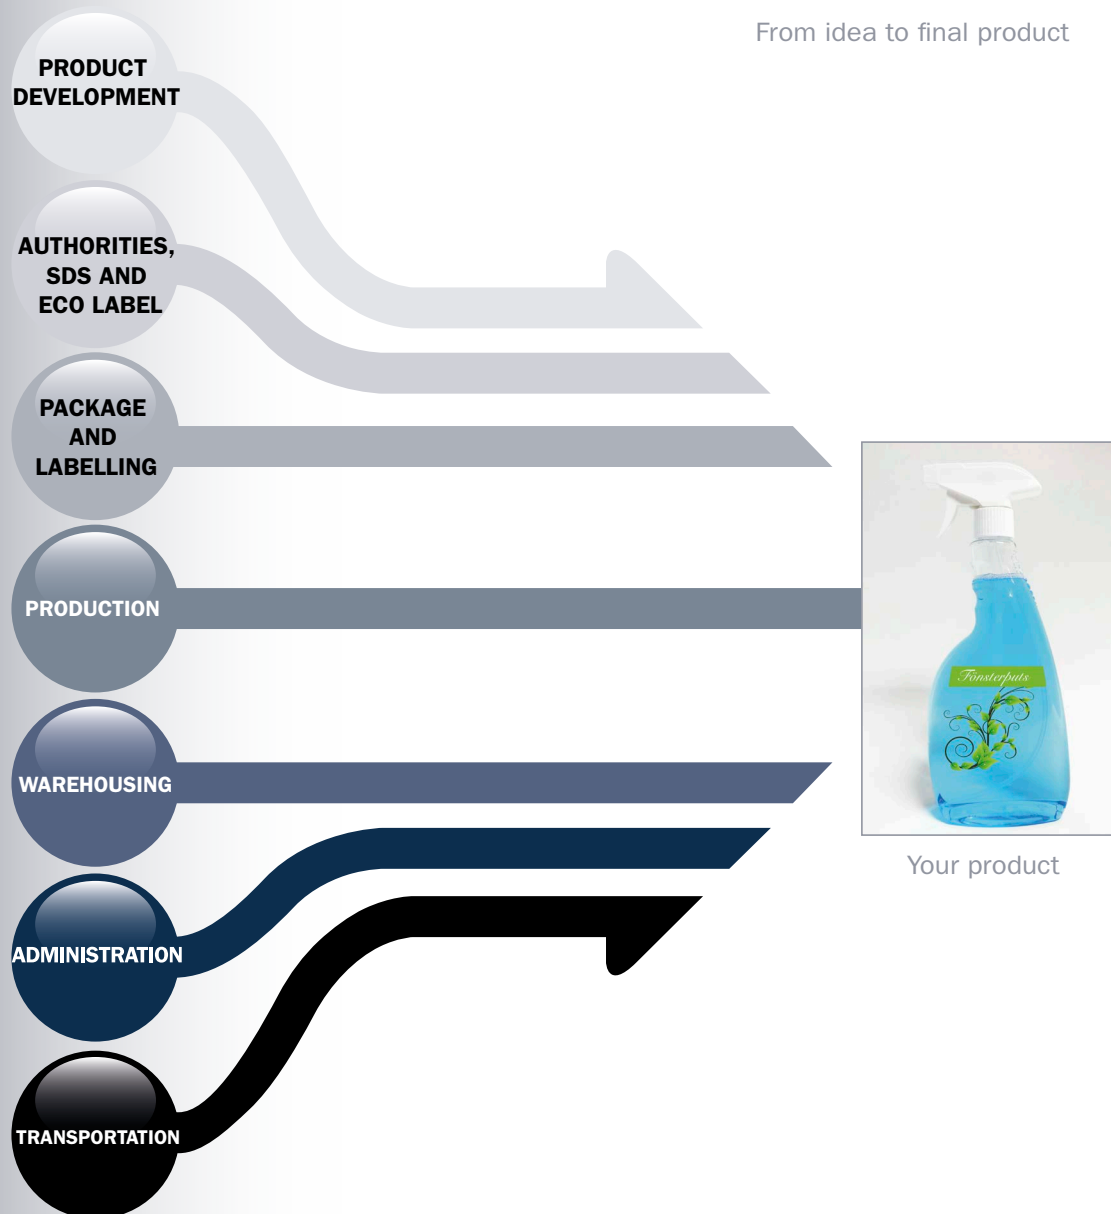 From idea to final product
PRODUCT
DEVELOPMENT
AUTHORITIES,
SDS AND
ECO LABEL
PACKAGE
AND
LABELLING
PRODUCTION
Fönsterputs
WAREHOUSING
Your product
ADMINISTRATION
TRANSPORTATION